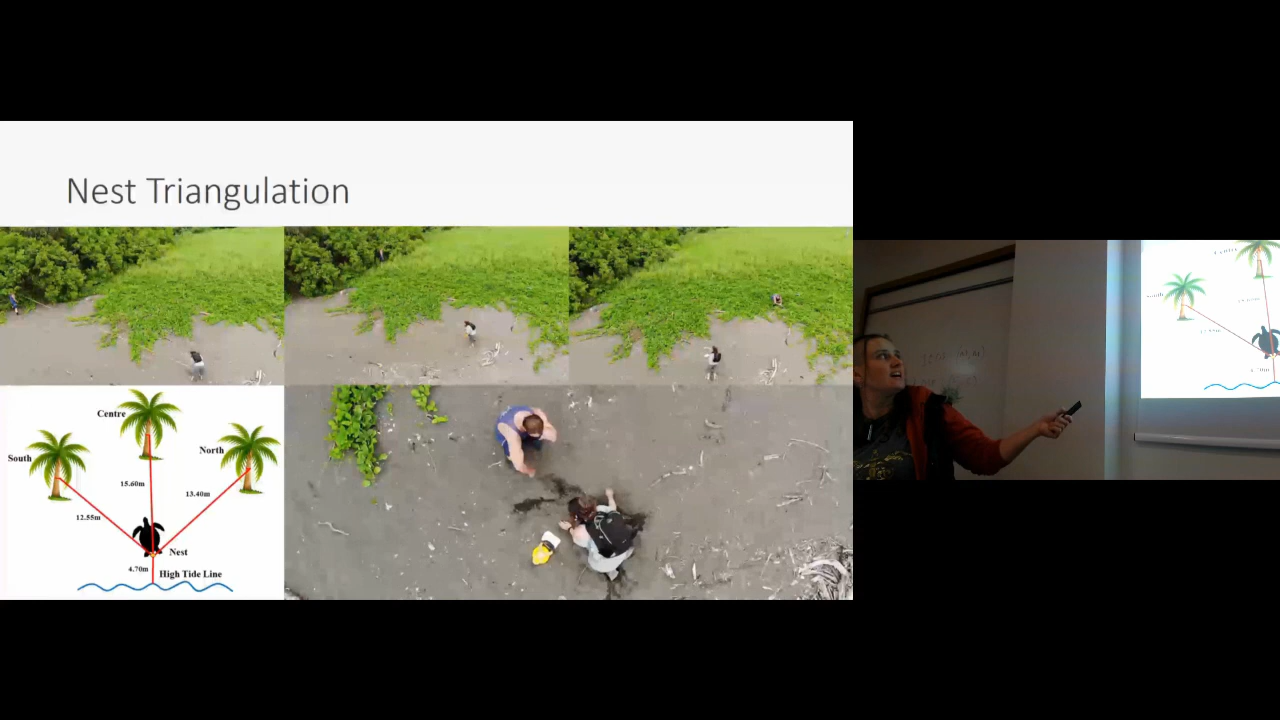 Nest Triangulation
Centre
South
North
15.60m
13.40m
12.55m
Nest
4.70m
High Tide Line